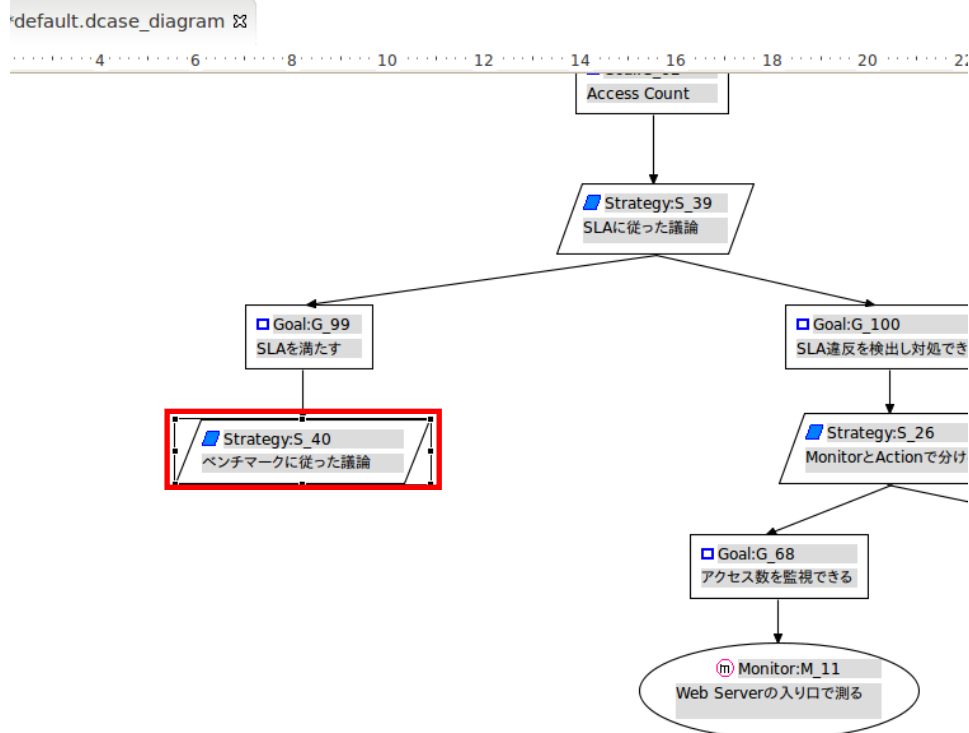 *default.dcase_diagram
4 6 8 10 12 14 16 18 20 22
Access Count
Strategy:S_39
SLAに従った議論
Goal:G_99
SLAを満たす
Goal:G_100
SLA違反を検出し対処でき
Strategy:S_40
ベンチマークに従った議論
Strategy:S_26
MonitorとActionで分け
Goal:G_68
アクセス数を監視できる
m Monitor:M_11
Web Serverの入り口で測る